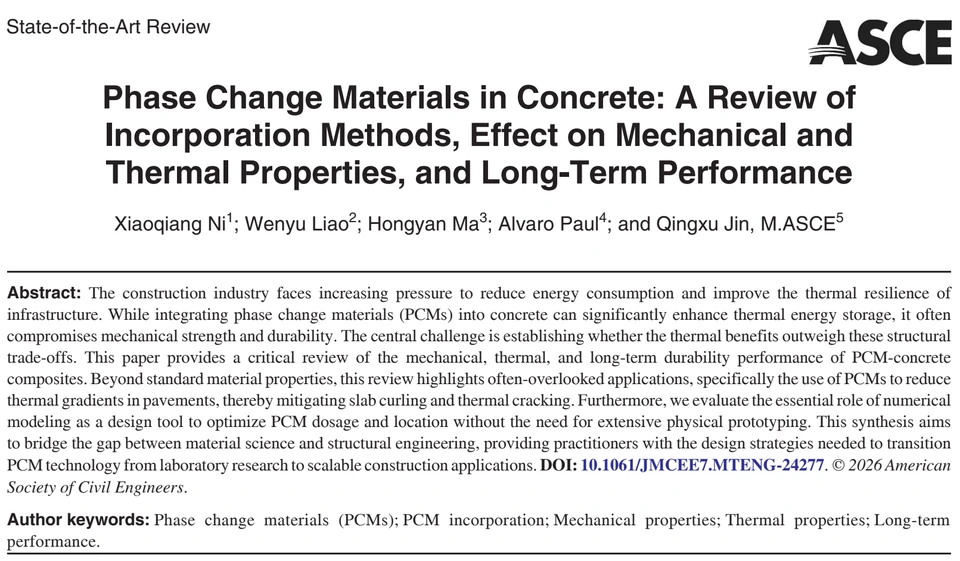 State-of-the-Art Review
ASCE
Phase Change Materials in Concrete: A Review of
Incorporation Methods, Effect on Mechanical and
Thermal Properties, and Long-Term Performance
Xiaoqiang Ni1; Wenyu Liao2; Hongyan Ma3; Alvaro Paul4; and Qingxu Jin, M.ASCE5
Abstract: The construction industry faces increasing pressure to reduce energy consumption and improve the thermal resilience of
infrastructure. While integrating phase change materials (PCMs) into concrete can significantly enhance thermal energy storage, it often
compromises mechanical strength and durability. The central challenge is establishing whether the thermal benefits outweigh these structural
trade-offs. This paper provides a critical review of the mechanical, thermal, and long-term durability performance of PCM-concrete
composites. Beyond standard material properties, this review highlights often-overlooked applications, specifically the use of PCMs to reduce
thermal gradients in pavements, thereby mitigating slab curling and thermal cracking. Furthermore, we evaluate the essential role of numerical
modeling as a design tool to optimize PCM dosage and location without the need for extensive physical prototyping. This synthesis aims
to bridge the gap between material science and structural engineering, providing practitioners with the design strategies needed to transition
PCM technology from laboratory research to scalable construction applications. DOI: 10.1061/JMCEE7.MTENG-24277. © 2026 American
Society of Civil Engineers.
Author keywords: Phase change materials (PCMs); PCM incorporation; Mechanical properties; Thermal properties; Long-term
performance.